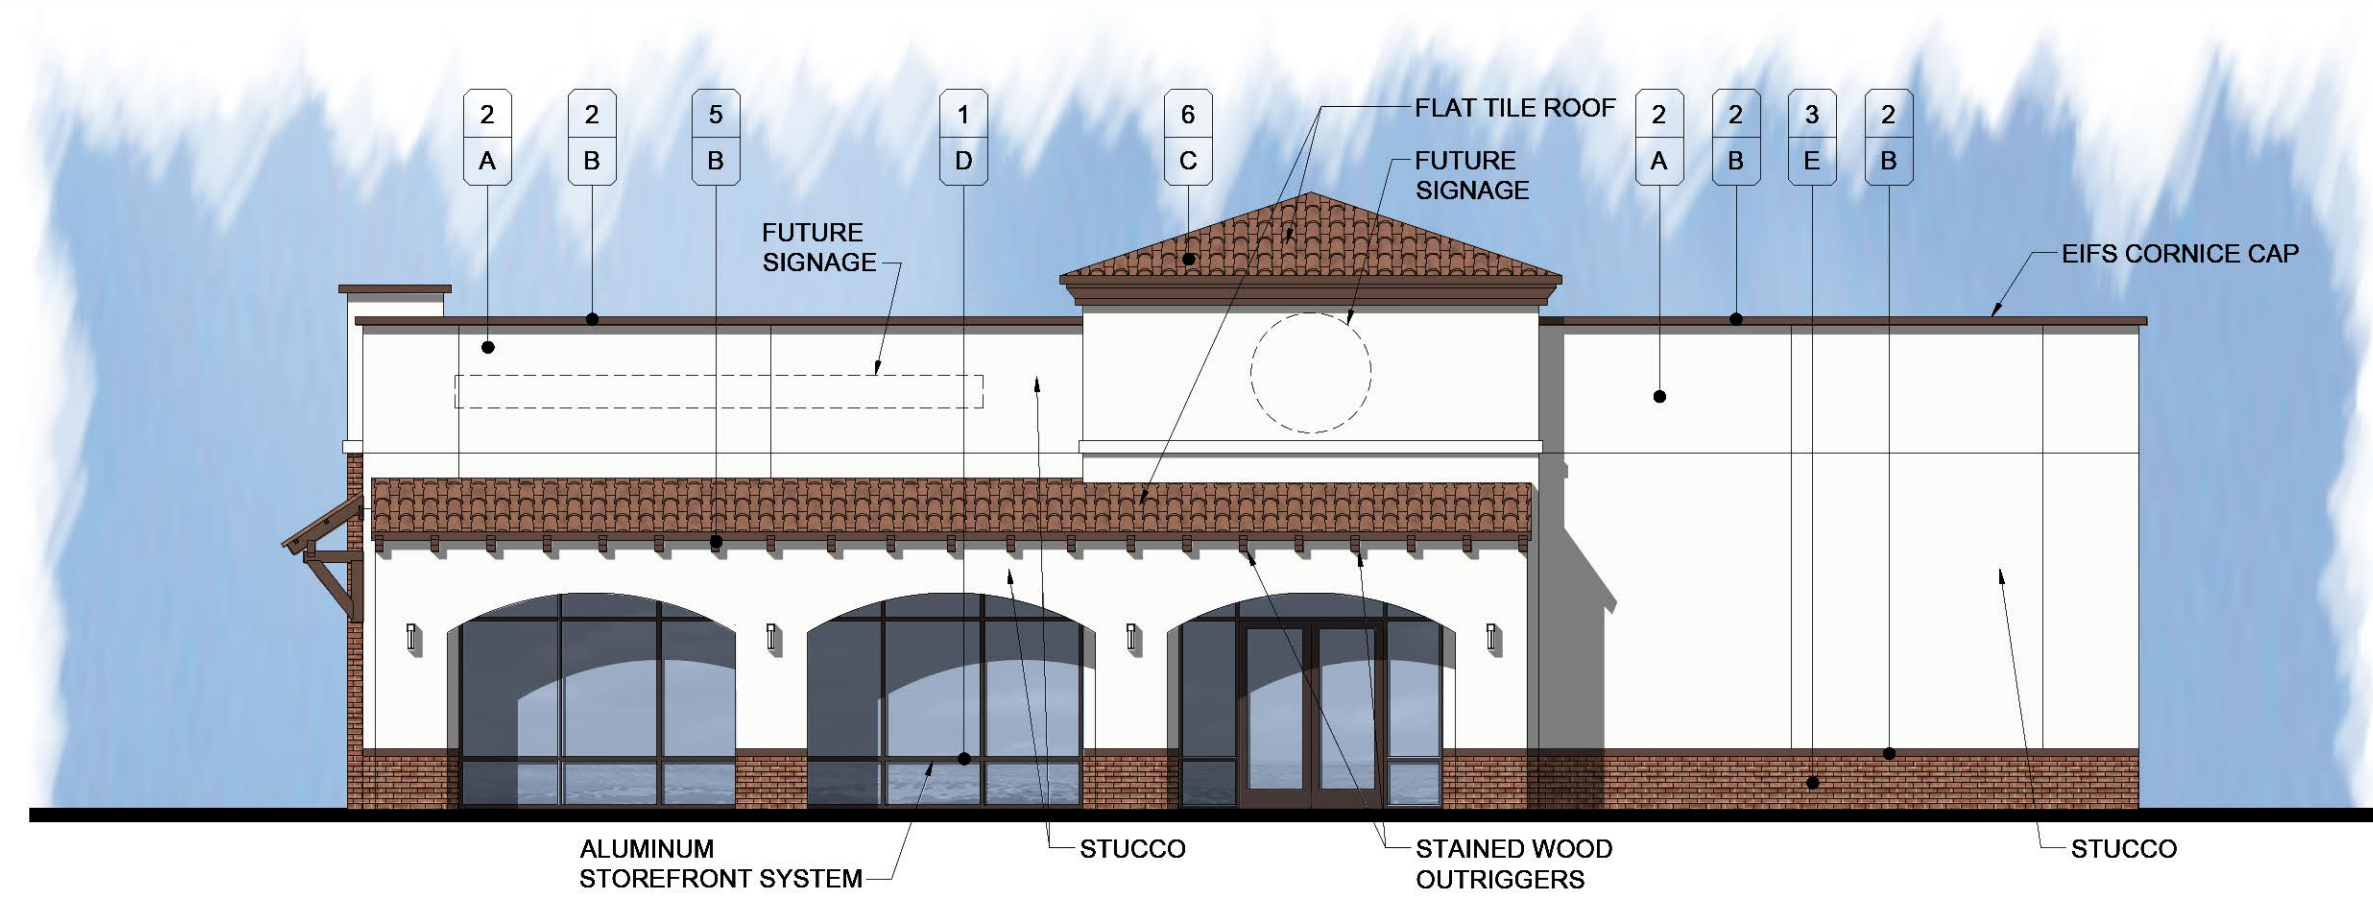 2 2 5 1 6 2 2 3 2
A B B D C A B E B
FLAT TILE ROOF
FUTURE
SIGNAGE
FUTURE
SIGNAGE
EIFS CORNICE CAP
ALUMINUM
STOREFRONT SYSTEM
STUCCO
STAINED WOOD
OUTRIGGERS
STUCCO